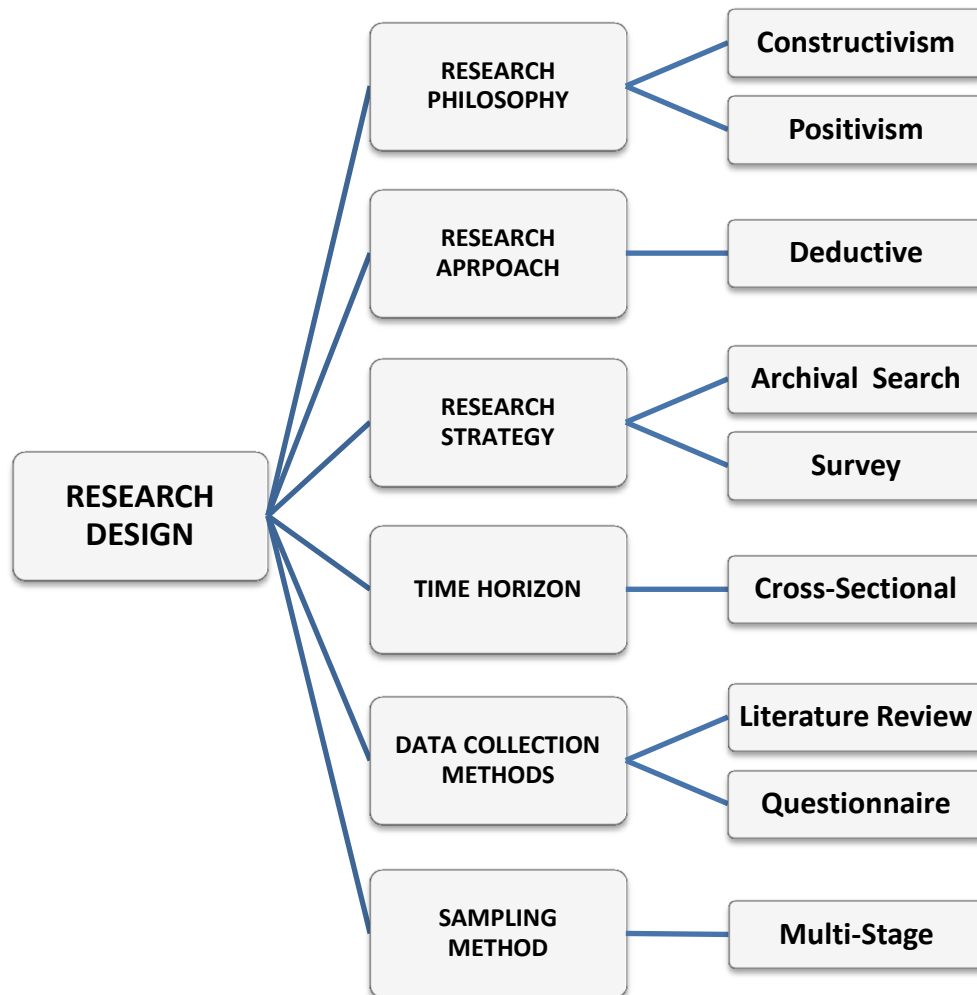 RESEARCH
DESIGN
RESEARCH
PHILOSOPHY
Constructivism
Positivism
RESEARCH
APRPOACH
Deductive
RESEARCH
STRATEGY
Archival Search
Survey
TIME HORIZON
Cross-Sectional
DATA COLLECTION
METHODS
Literature Review
Questionnaire
SAMPLING
METHOD
Multi-Stage